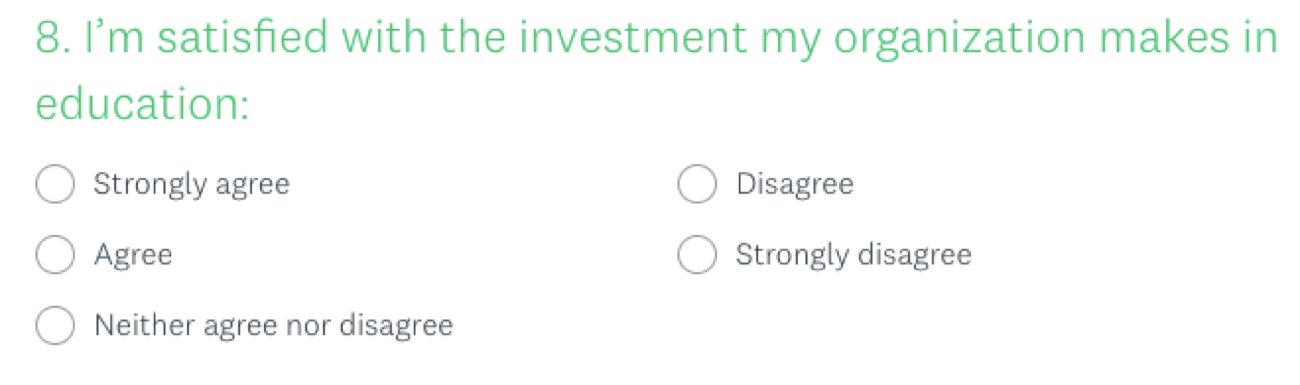 8. I’m satisfied with the investment my organization makes in
education:
Strongly agree
Agree
Neither agree nor disagree
Disagree
Strongly disagree